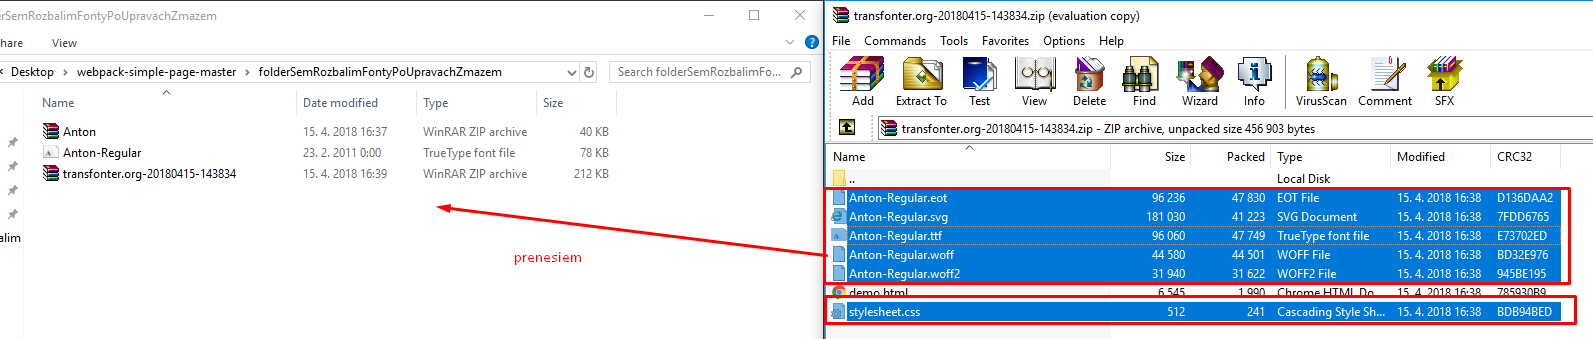 lderSemRozbalimFontyPoUpravachZmazem
hare View
Desktop > webpack-simple-page-master > folderSemRozbalimFontyPoUpravachZmazem
Search folderSemRozbalimFo...
Name Date modified Type Size
Anton 15. 4. 2018 16:37 WinRAR ZIP archive 40 KB
Anton-Regular 23. 2. 2011 0:00 TrueType font file 78 KB
transfonter.org-20180415-143834 15. 4. 2018 16:39 WinRAR ZIP archive 212 KB
alim
prenesiem
transfonter.org-20180415-143834.zip (evaluation copy)
File Commands Tools Favorites Options Help
Add Extract To Test View Delete Find Wizard Info VirusScan Comment SFX
transfonter.org-20180415-143834.zip - ZIP archive, unpacked size 456 903 bytes
Name Size Packed Type Modified CRC32
.. Local Disk
Anton-Regular.eot 96 236 47 830 EOT File 15. 4. 2018 16:38 D136DAA2
Anton-Regular.svg 181 030 41 223 SVG Document 15. 4. 2018 16:38 7FDD6765
Anton-Regular.ttf 96 060 47 749 TrueType font file 15. 4. 2018 16:38 E73702ED
Anton-Regular.woff 44 580 44 501 WOFF File 15. 4. 2018 16:38 BD32E976
Anton-Regular.woff2 31 940 31 622 WOFF2 File 15. 4. 2018 16:38 945BE195
demo.html 6 545 1 990 Chrome HTML Do... 15. 4. 2018 16:38 785930B9
stylesheet.css 512 241 Cascading Style Sh... 15. 4. 2018 16:38 BDB94BED